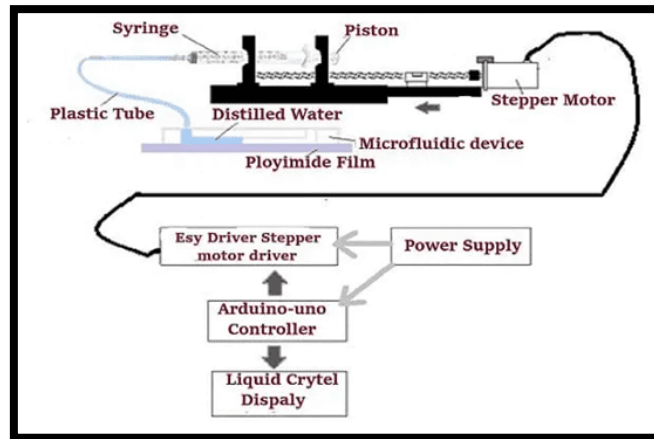 Syringe
Piston
Stepper Motor
Plastic Tube
Distilled Water
Microfluidic device
Ployimide Film
Esy Driver Stepper
motor driver
Power Supply
Arduino-uno
Controller
Liquid Crytel
Dispaly